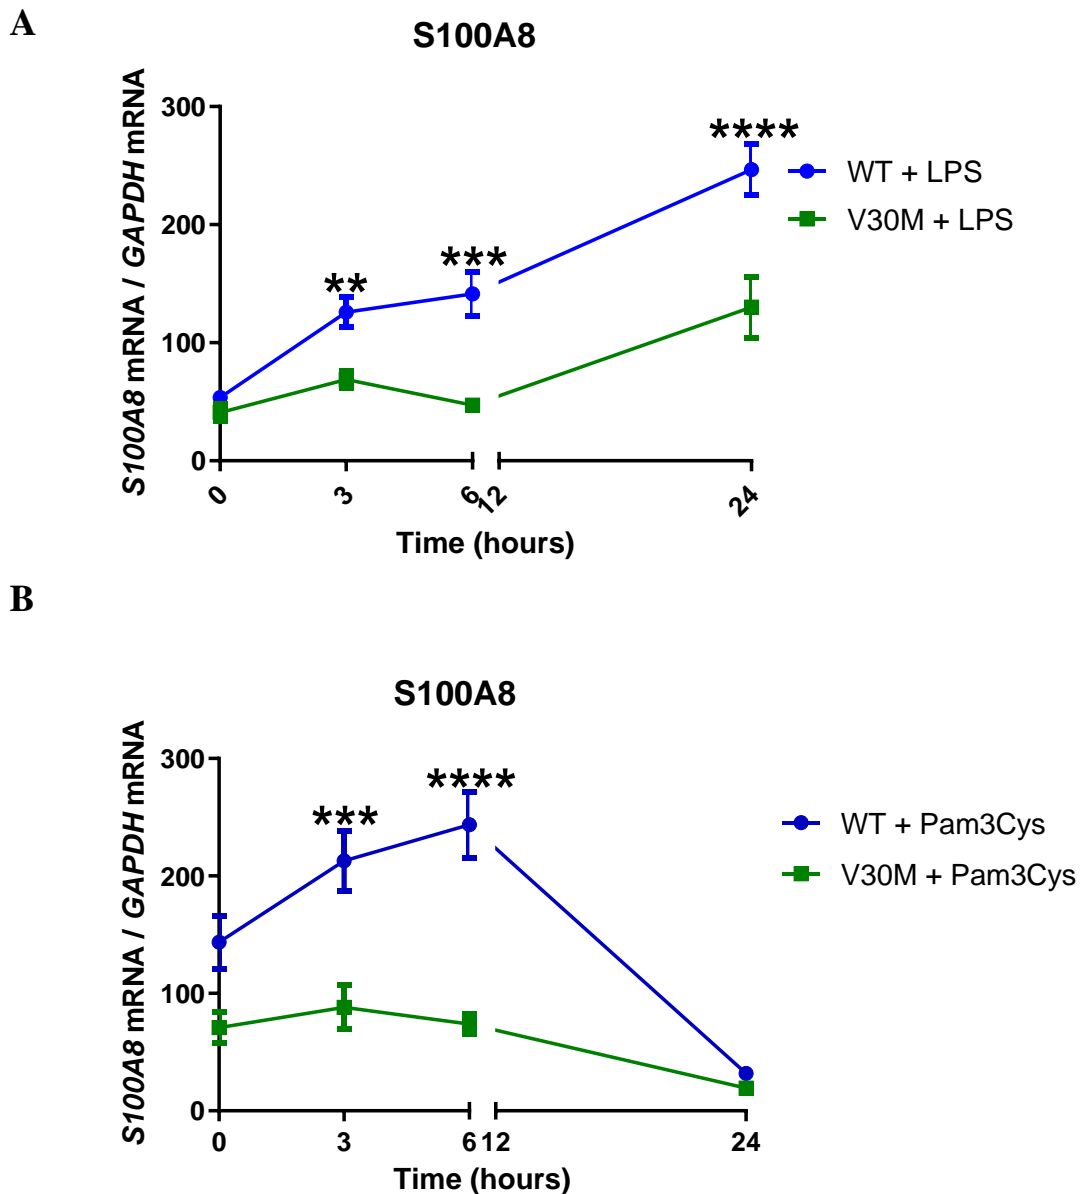 A
S100A8
S100A8 mRNA / GAPDH mRNA
300
200
100
0
**
***
****
WT + LPS
V30M + LPS
0 3 6 12 24
Time (hours)
B
S100A8
S100A8 mRNA / GAPDH mRNA
300
200
100
0
***
****
WT + Pam3Cys
V30M + Pam3Cys
0 3 6 12 24
Time (hours)